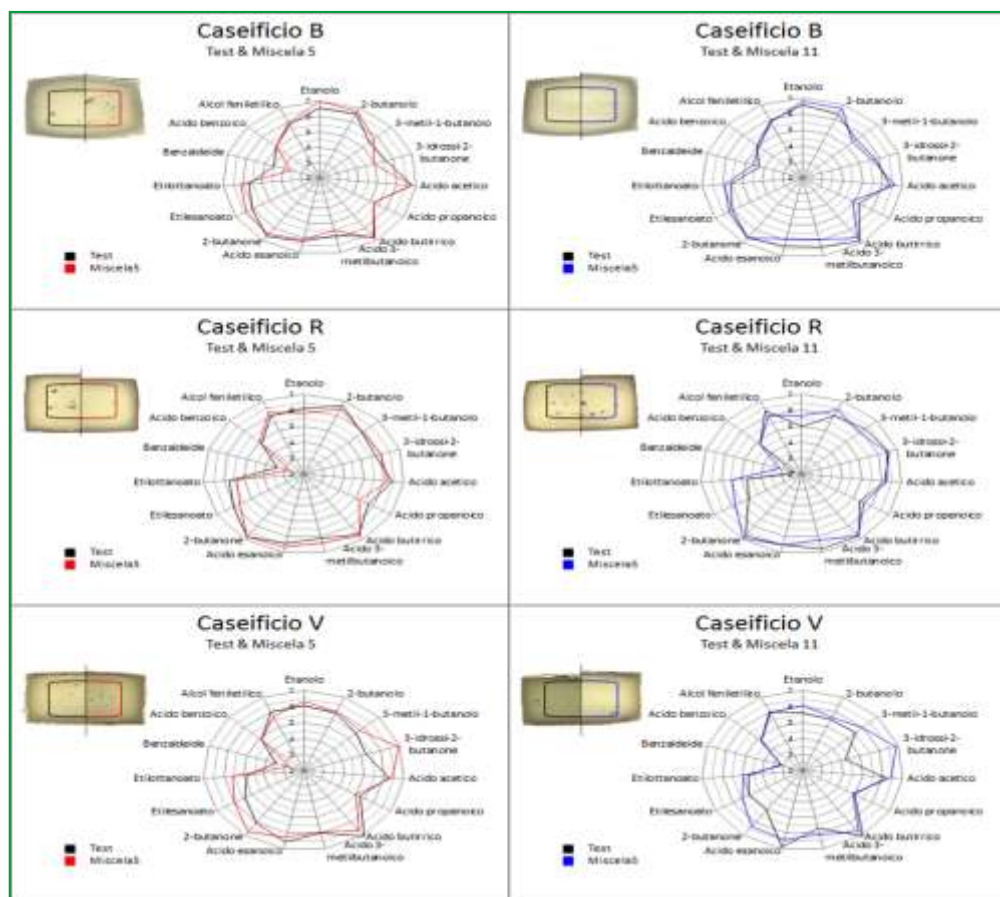 Caseificio B
Test & Miscela 5
Etanolo
2-butanolo
3-metil-1-butanolo
3-idrossi-2-
butanone
Acido acetico
Acido propanoico
Acido butirrico
Acido 3-
metilbutanoico
Acido esanoico
2-butanone
Etilesanoato
Etilottanoato
Benzaldeide
Acido benzoico
Alcol feniletilico
Test
Miscela5
Caseificio B
Test & Miscela 11
Etanolo
2-butanolo
3-metil-1-butanolo
3-idrossi-2-
butanone
Acido acetico
Acido propanoico
Acido butirrico
Acido 3-
metilbutanoico
Acido esanoico
2-butanone
Etilesanoato
Etilottanoato
Benzaldeide
Acido benzoico
Alcol feniletilico
Test
Miscela5
Caseificio R
Test & Miscela 5
Etanolo
2-butanolo
3-metil-1-butanolo
3-idrossi-2-
butanone
Acido acetico
Acido propanoico
Acido butirrico
Acido 3-
metilbutanoico
Acido esanoico
2-butanone
Etilesanoato
Etilottanoato
Benzaldeide
Acido benzoico
Alcol feniletilico
Test
Miscela5
Caseificio R
Test & Miscela 11
Etanolo
2-butanolo
3-metil-1-butanolo
3-idrossi-2-
butanone
Acido acetico
Acido propanoico
Acido butirrico
Acido 3-
metilbutanoico
Acido esanoico
2-butanone
Etilesanoato
Etilottanoato
Benzaldeide
Acido benzoico
Alcol feniletilico
Test
Miscela5
Caseificio V
Test & Miscela 5
Etanolo
2-butanolo
3-metil-1-butanolo
3-idrossi-2-
butanone
Acido acetico
Acido propanoico
Acido butirrico
Acido 3-
metilbutanoico
Acido esanoico
2-butanone
Etilesanoato
Etilottanoato
Benzaldeide
Acido benzoico
Alcol feniletilico
Test
Miscela5
Caseificio V
Test & Miscela 11
Etanolo
2-butanolo
3-metil-1-butanolo
3-idrossi-2-
butanone
Acido acetico
Acido propanoico
Acido butirrico
Acido 3-
metilbutanoico
Acido esanoico
2-butanone
Etilesanoato
Etilottanoato
Benzaldeide
Acido benzoico
Alcol feniletilico
Test
Miscela5